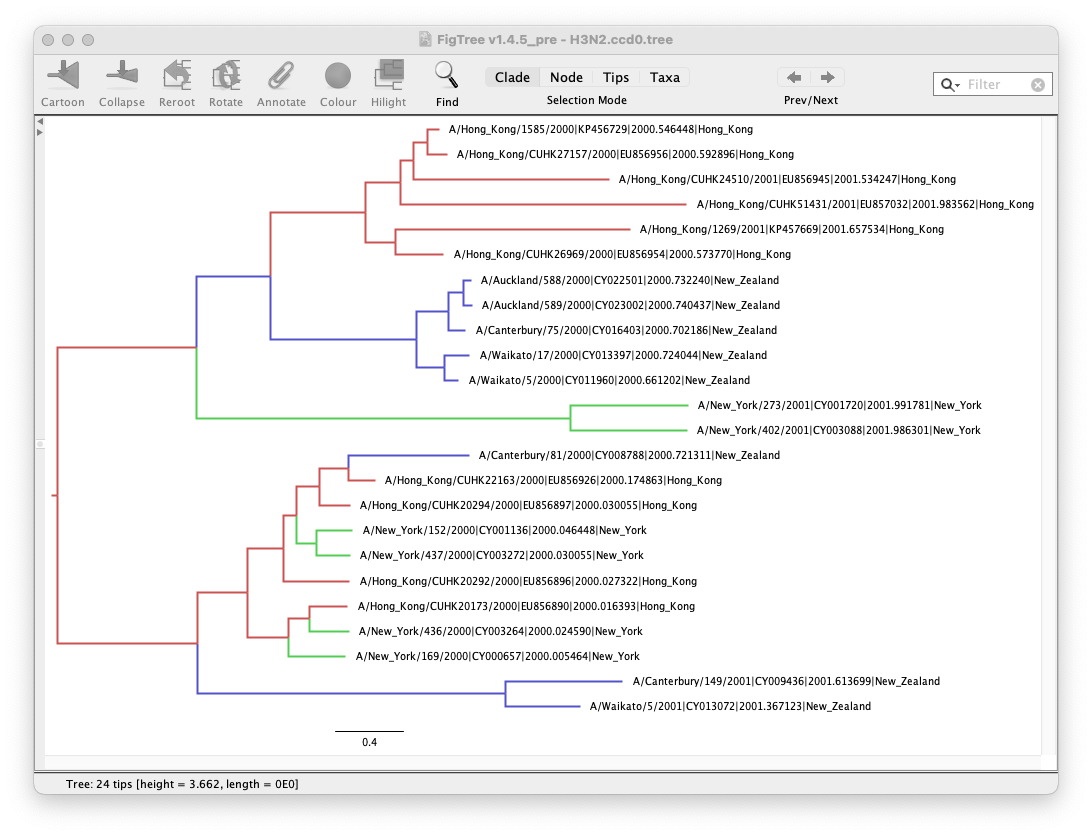 FigTree v1.4.5_pre - H3N2.ccd0.tree
Cartoon Collapse Reroot Rotate Annotate Colour Hilight Find
Clade Node Tips Taxa
Selection Mode
Prev/Next
Filter
A/Hong_Kong/1585/2000|KP456729|2000.546448|Hong_Kong
A/Hong_Kong/CUHK27157/2000|EU856956|2000.592896|Hong_Kong
A/Hong_Kong/CUHK24510/2001|EU856945|2001.534247|Hong_Kong
A/Hong_Kong/CUHK51431/2001|EU857032|2001.983562|Hong_Kong
A/Hong_Kong/1269/2001|KP457669|2001.657534|Hong_Kong
A/Hong_Kong/CUHK26969/2000|EU856954|2000.573770|Hong_Kong
A/Auckland/588/2000|CY022501|2000.732240|New_Zealand
A/Auckland/589/2000|CY023002|2000.740437|New_Zealand
A/Canterbury/75/2000|CY016403|2000.702186|New_Zealand
A/Waikato/17/2000|CY013397|2000.724044|New_Zealand
A/Waikato/5/2000|CY011960|2000.661202|New_Zealand
A/New_York/273/2001|CY001720|2001.991781|New_York
A/New_York/402/2001|CY003088|2001.986301|New_York
A/Canterbury/81/2000|CY008788|2000.721311|New_Zealand
A/Hong_Kong/CUHK22163/2000|EU856926|2000.174863|Hong_Kong
A/Hong_Kong/CUHK20294/2000|EU856897|2000.030055|Hong_Kong
A/New_York/152/2000|CY001136|2000.046448|New_York
A/New_York/437/2000|CY003272|2000.030055|New_York
A/Hong_Kong/CUHK20292/2000|EU856896|2000.027322|Hong_Kong
A/Hong_Kong/CUHK20173/2000|EU856890|2000.016393|Hong_Kong
A/New_York/436/2000|CY003264|2000.024590|New_York
A/New_York/169/2000|CY000657|2000.005464|New_York
A/Canterbury/149/2001|CY009436|2001.613699|New_Zealand
A/Waikato/5/2001|CY013072|2001.367123|New_Zealand
0.4
Tree: 24 tips [height = 3.662, length = 0E0]